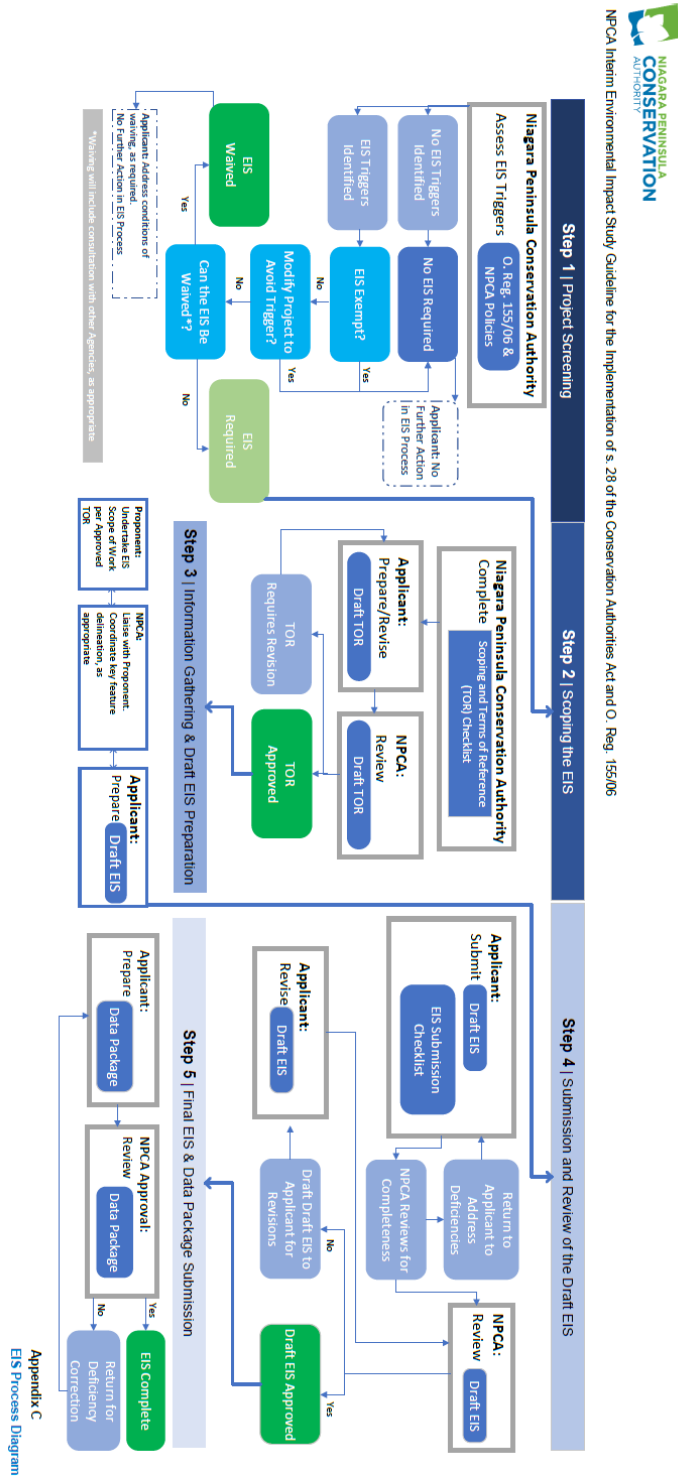 NIAGARA PENINSULA
CONSERVATION
AUTHORITY
NPCA Interim Environmental Impact Study Guideline for the Implementation of s. 28 of the Conservation Authorities Act and O. Reg. 155/06
Step 1 | Project Screening
Niagara Peninsula Conservation Authority
Assess EIS Triggers
O. Reg. 155/06 &
NPCA Policies
No EIS Triggers
Identified
EIS Triggers
Identified
No EIS Required
Applicant: No
Further Action
in EIS Process
EIS Exempt?
Yes
No
Modify Project to
Avoid Trigger?
Yes
No
Can the EIS Be
Waived*?
Yes
No
EIS
Waived
EIS
Required
Applicant: Address conditions of
waiving, as required.
No Further Action in EIS Process
*Waiving will include consultation with other Agencies, as appropriate
Step 2 | Scoping the EIS
Niagara Peninsula Conservation Authority
Complete
Scoping and Terms of Reference
(TOR) Checklist
Applicant:
Prepare/Revise
Draft TOR
NPCA:
Review
Draft TOR
TOR
Requires Revision
TOR
Approved
Step 3 | Information Gathering & Draft EIS Preparation
Proponent:
Undertake EIS
Scope of Work
per Approved
TOR
NPCA:
Liaise with Proponent.
Coordinate key feature
delineation, as
appropriate
Applicant:
Prepare
Draft EIS
Step 4 | Submission and Review of the Draft EIS
Applicant:
Submit
Draft EIS
EIS Submission
Checklist
Return to
Applicant to
Address
Deficiencies
NPCA Reviews for
Completeness
NPCA:
Review
Draft EIS
Applicant:
Revise
Draft EIS
Draft Draft EIS to
Applicant for
Revisions
No
Yes
Draft EIS Approved
Step 5 | Final EIS & Data Package Submission
Applicant:
Prepare
Data Package
NPCA Approval:
Review
Data Package
Yes
No
EIS Complete
Return for
Deficiency
Correction
Appendix C
EIS Process Diagram